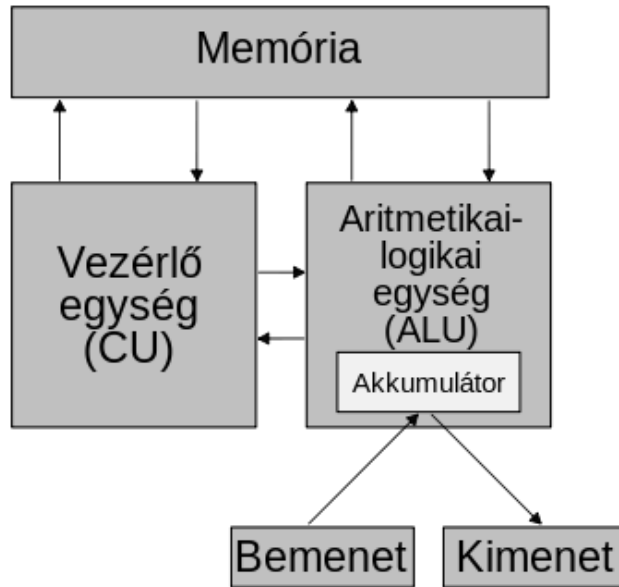 Memória
Vezérlő
egység
(CU)
Aritmetikai-
logikai
egység
(ALU)
Akkumulátor
Bemenet
Kimenet